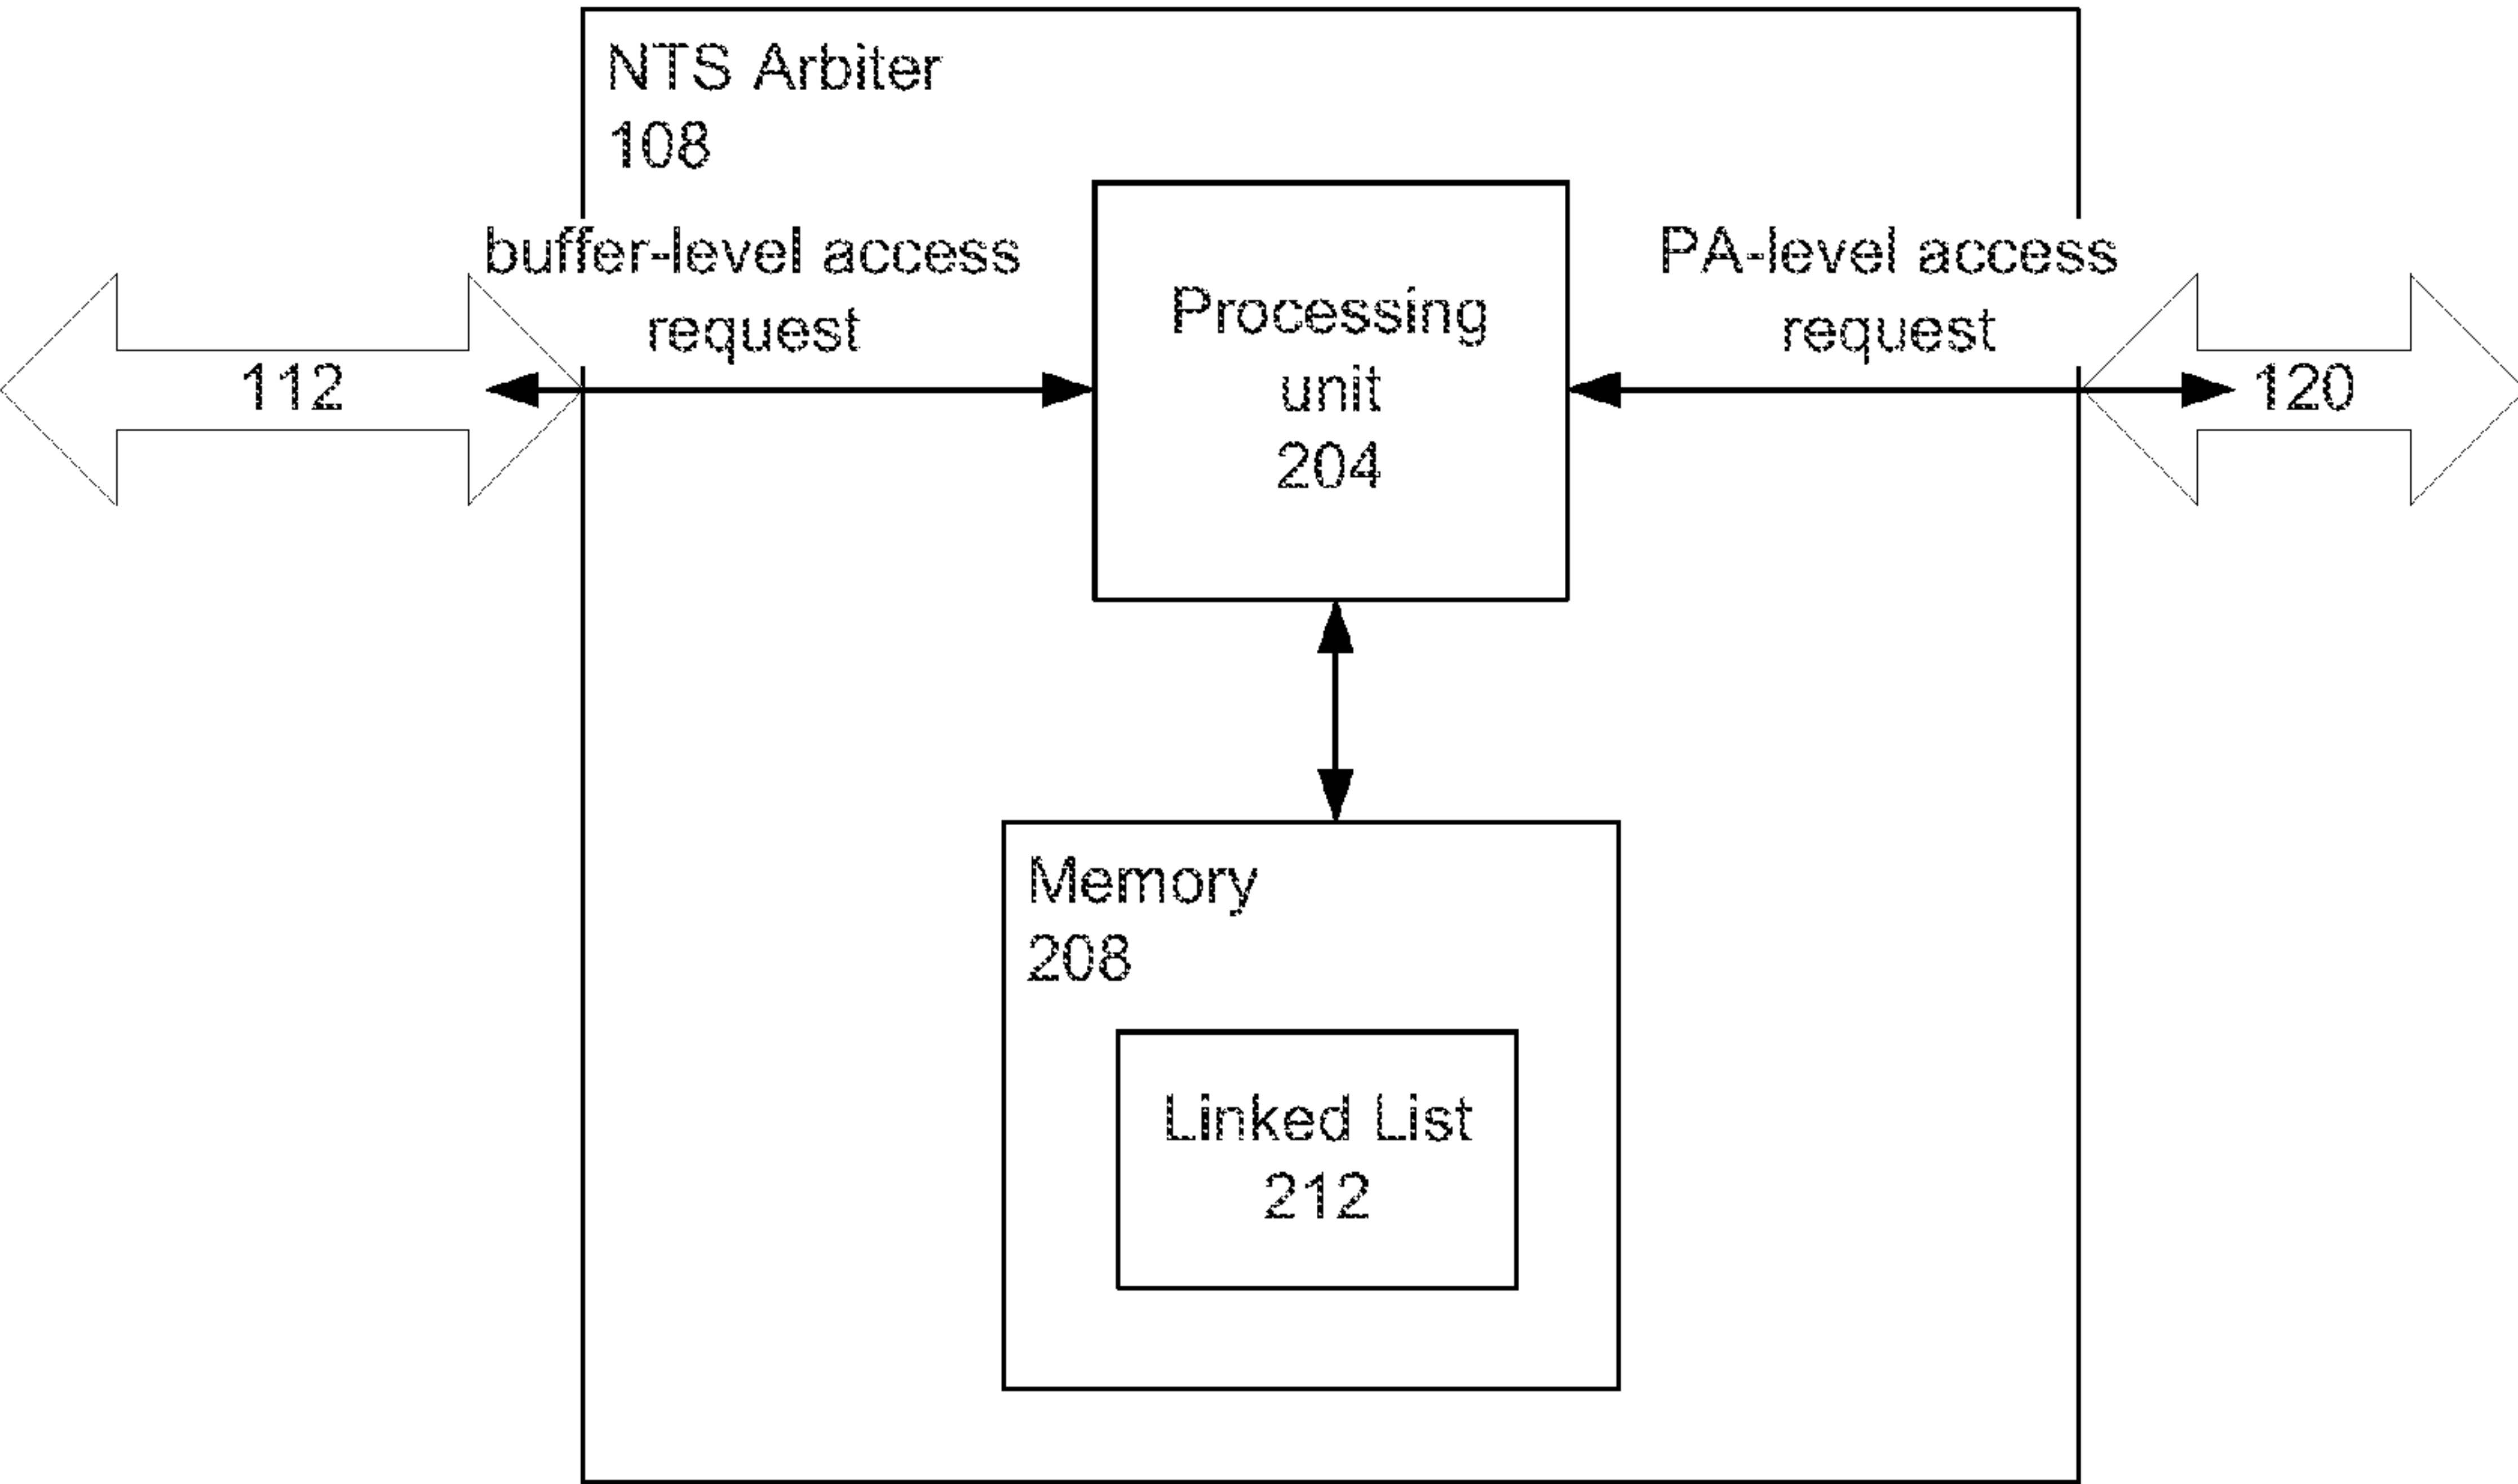 NTS Arbiter
108
buffer-level access
request
PA-level access
request
Processing
unit
204
112
120
Memory
208
Linked List
212